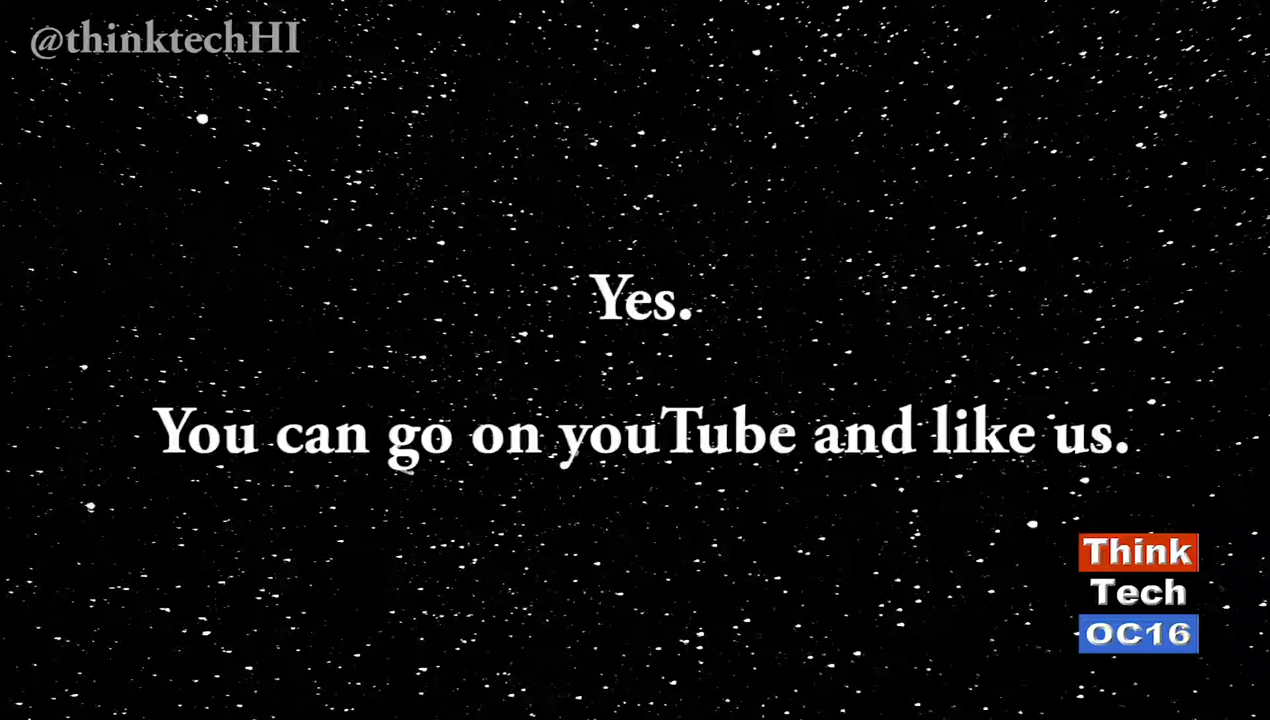 @thinktechHI
Yes.
You can go on youTube and like us.
Think
Tech
OC16